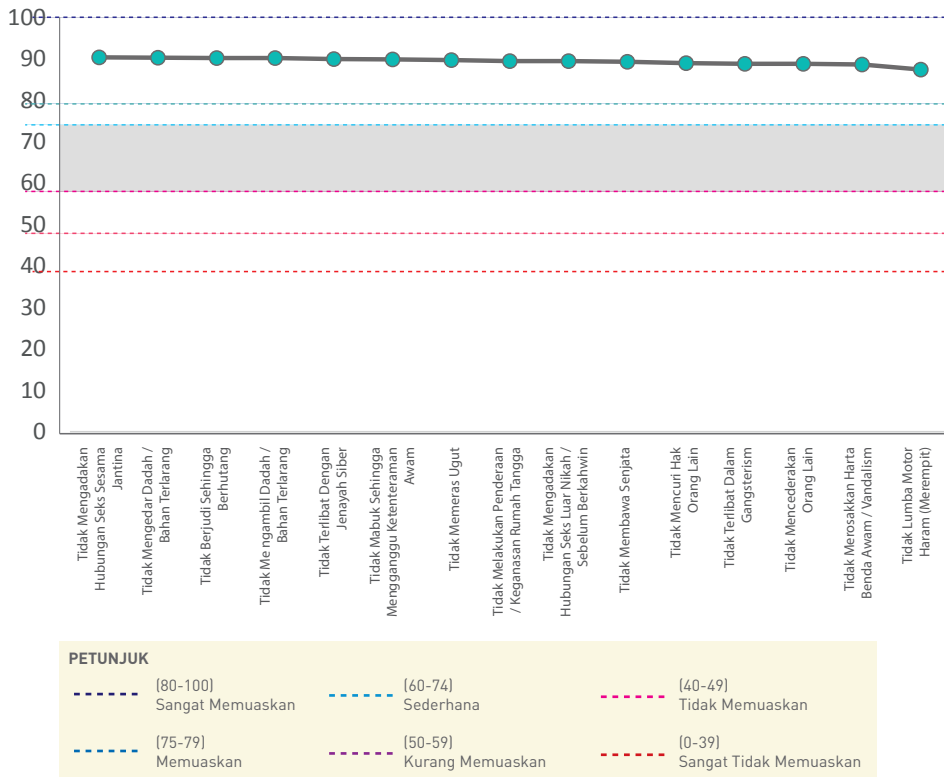 100
90
80
70
60
50
40
30
20
10
0
Tidak Mengadakan
Hubungan Seks Sesama
Jantina
Tidak Mengedar Dadah /
Bahan Terlarang
Tidak Berjudi Sehingga
Berhutang
Tidak Me ngambil Dadah /
Bahan Terlarang
Tidak Terlibat Dengan
Jenayah Siber
Tidak Mabuk Sehingga
Mengganggu Ketenteraman
Awam
Tidak Memeras Ugut
Tidak Melakukan Penderaan
/ Keganasan Rumah Tangga
Tidak Mengadakan
Hubungan Seks Luar Nikah /
Sebelum Berkahwin
Tidak Membawa Senjata
Tidak Mencuri Hak
Orang Lain
Tidak Terlibat Dalam
Gangsterism
Tidak Mencederakan
Orang Lain
Tidak Merosakkan Harta
Benda Awam / Vandalism
Tidak Lumba Motor
Haram (Merempit)
PETUNJUK
(80-100)
Sangat Memuaskan
(60-74)
Sederhana
(40-49)
Tidak Memuaskan
(75-79)
Memuaskan
(50-59)
Kurang Memuaskan
(0-39)
Sangat Tidak Memuaskan